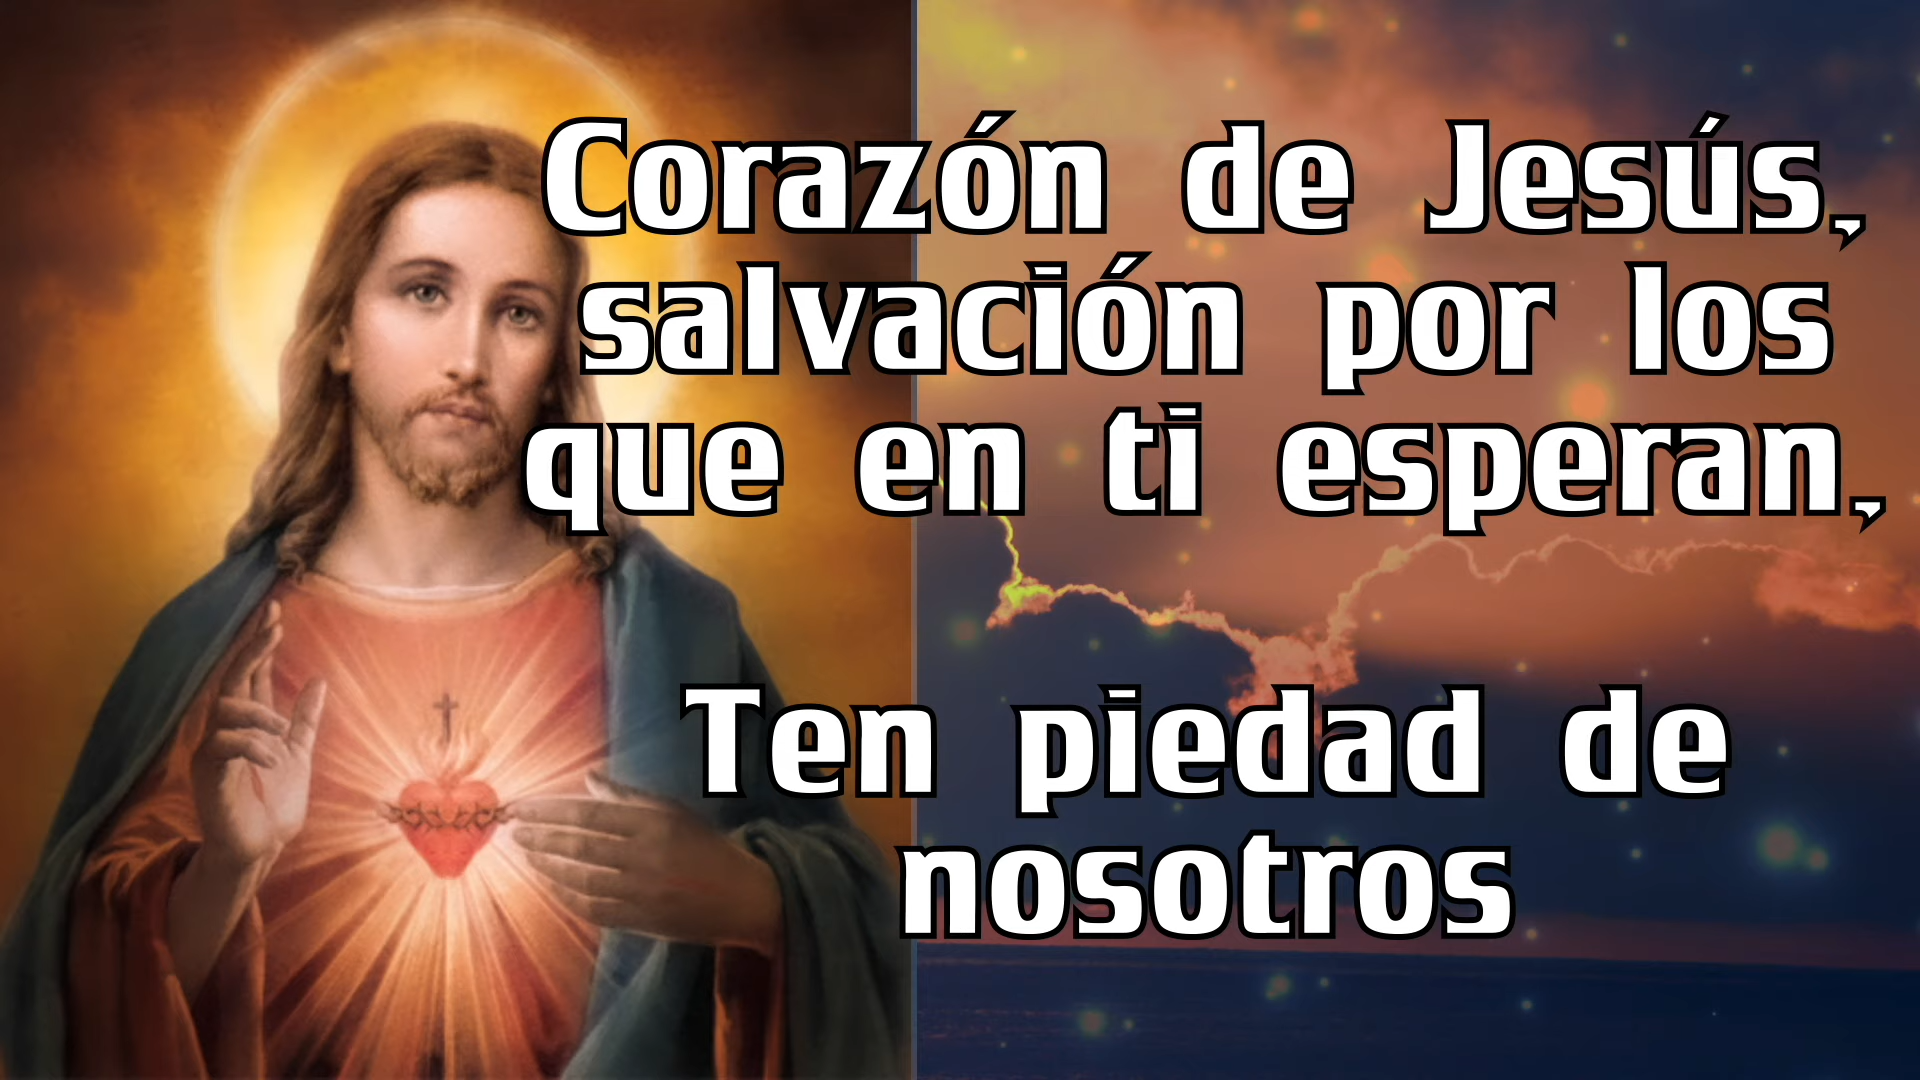 Corazón de Jesús,
salvación por los
que en ti esperan,
Ten piedad de
nosotros